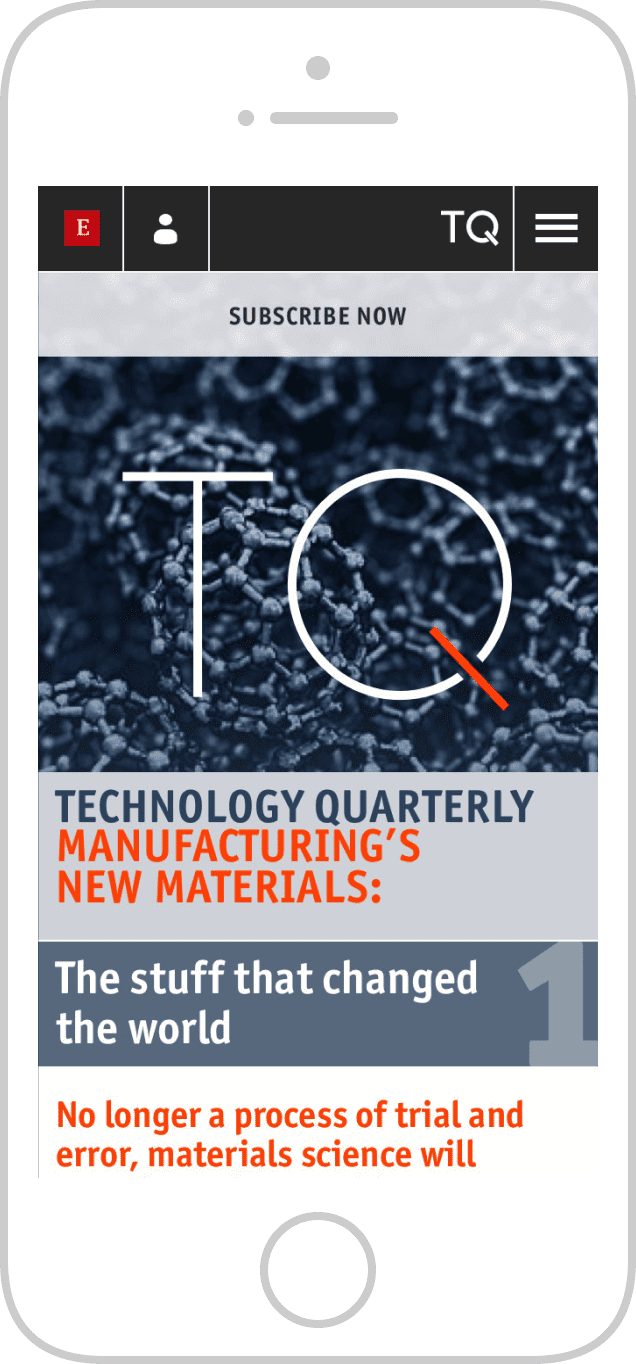 E
TQ
SUBSCRIBE NOW
TQ
TECHNOLOGY QUARTERLY
MANUFACTURING’S
NEW MATERIALS:
The stuff that changed
the world
1
No longer a process of trial and
error, materials science will